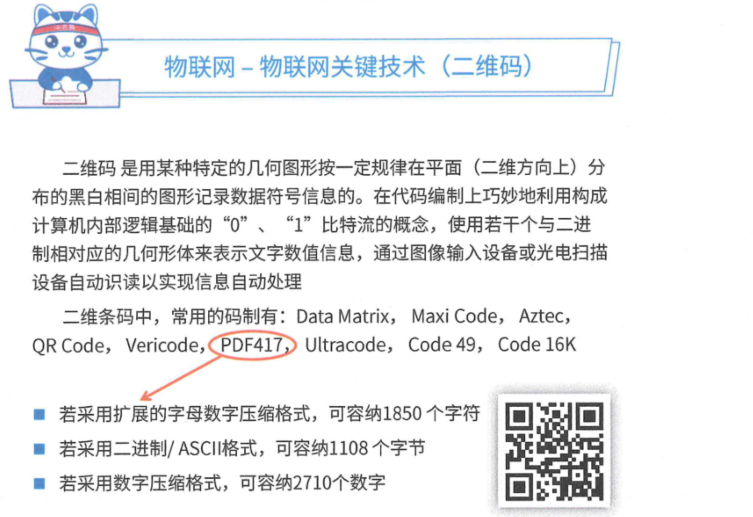 物联网 – 物联网关键技术（二维码）
二维码 是用某种特定的几何图形按一定规律在平面（二维方向上）分
布的黑白相间的图形记录数据符号信息的。在代码编制上巧妙地利用构成
计算机内部逻辑基础的“0”、“1”比特流的概念，使用若干个与二进
制相对应的几何形体来表示文字数值信息，通过图像输入设备或光电扫描
设备自动识读以实现信息自动处理
二维条码中，常用的码制有：Data Matrix， Maxi Code， Aztec，
QR Code， Vericode， PDF417， Ultracode， Code 49， Code 16K
若采用扩展的字母数字压缩格式，可容纳1850 个字符
若采用二进制/ ASCII格式，可容纳1108 个字节
若采用数字压缩格式，可容纳2710个数字